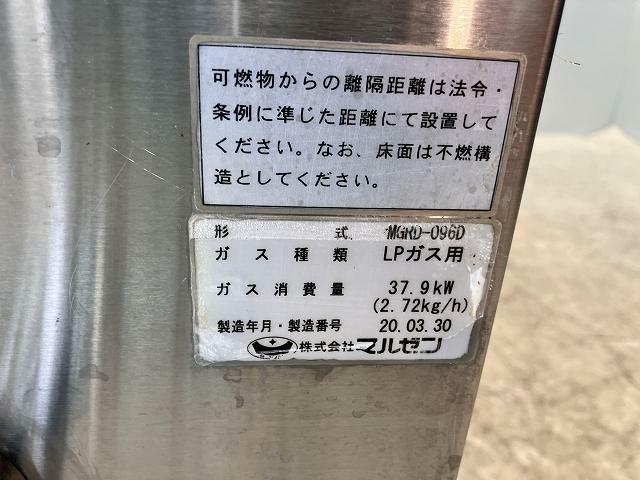 可燃物からの離隔距離は法令・
条例に準じた距離にて設置して
ください。なお、床面は不燃構
造としてください。
形式 MGRD-096D
ガス種類 LPガス用
ガス消費量 37.9kW
(2.72kg/h)
製造年月・製造番号 20.03.30
株式会社マルゼン